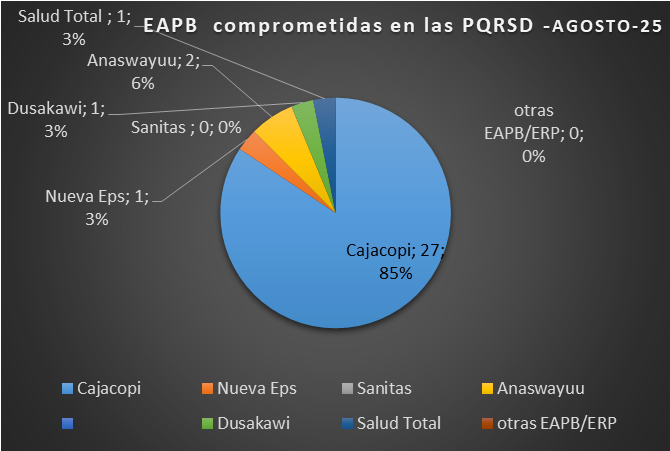 EAPB comprometidas en las PQRSD -AGOSTO-25
Salud Total ; 1;
3%
Anaswayuu; 2;
6%
Dusakawi; 1;
3%
Sanitas ; 0; 0%
Nueva Eps; 1;
3%
otras
EAPB/ERP; 0;
0%
Cajacopi; 27;
85%
Cajacopi
Nueva Eps
Sanitas
Anaswayuu
Dusakawi
Salud Total
otras EAPB/ERP